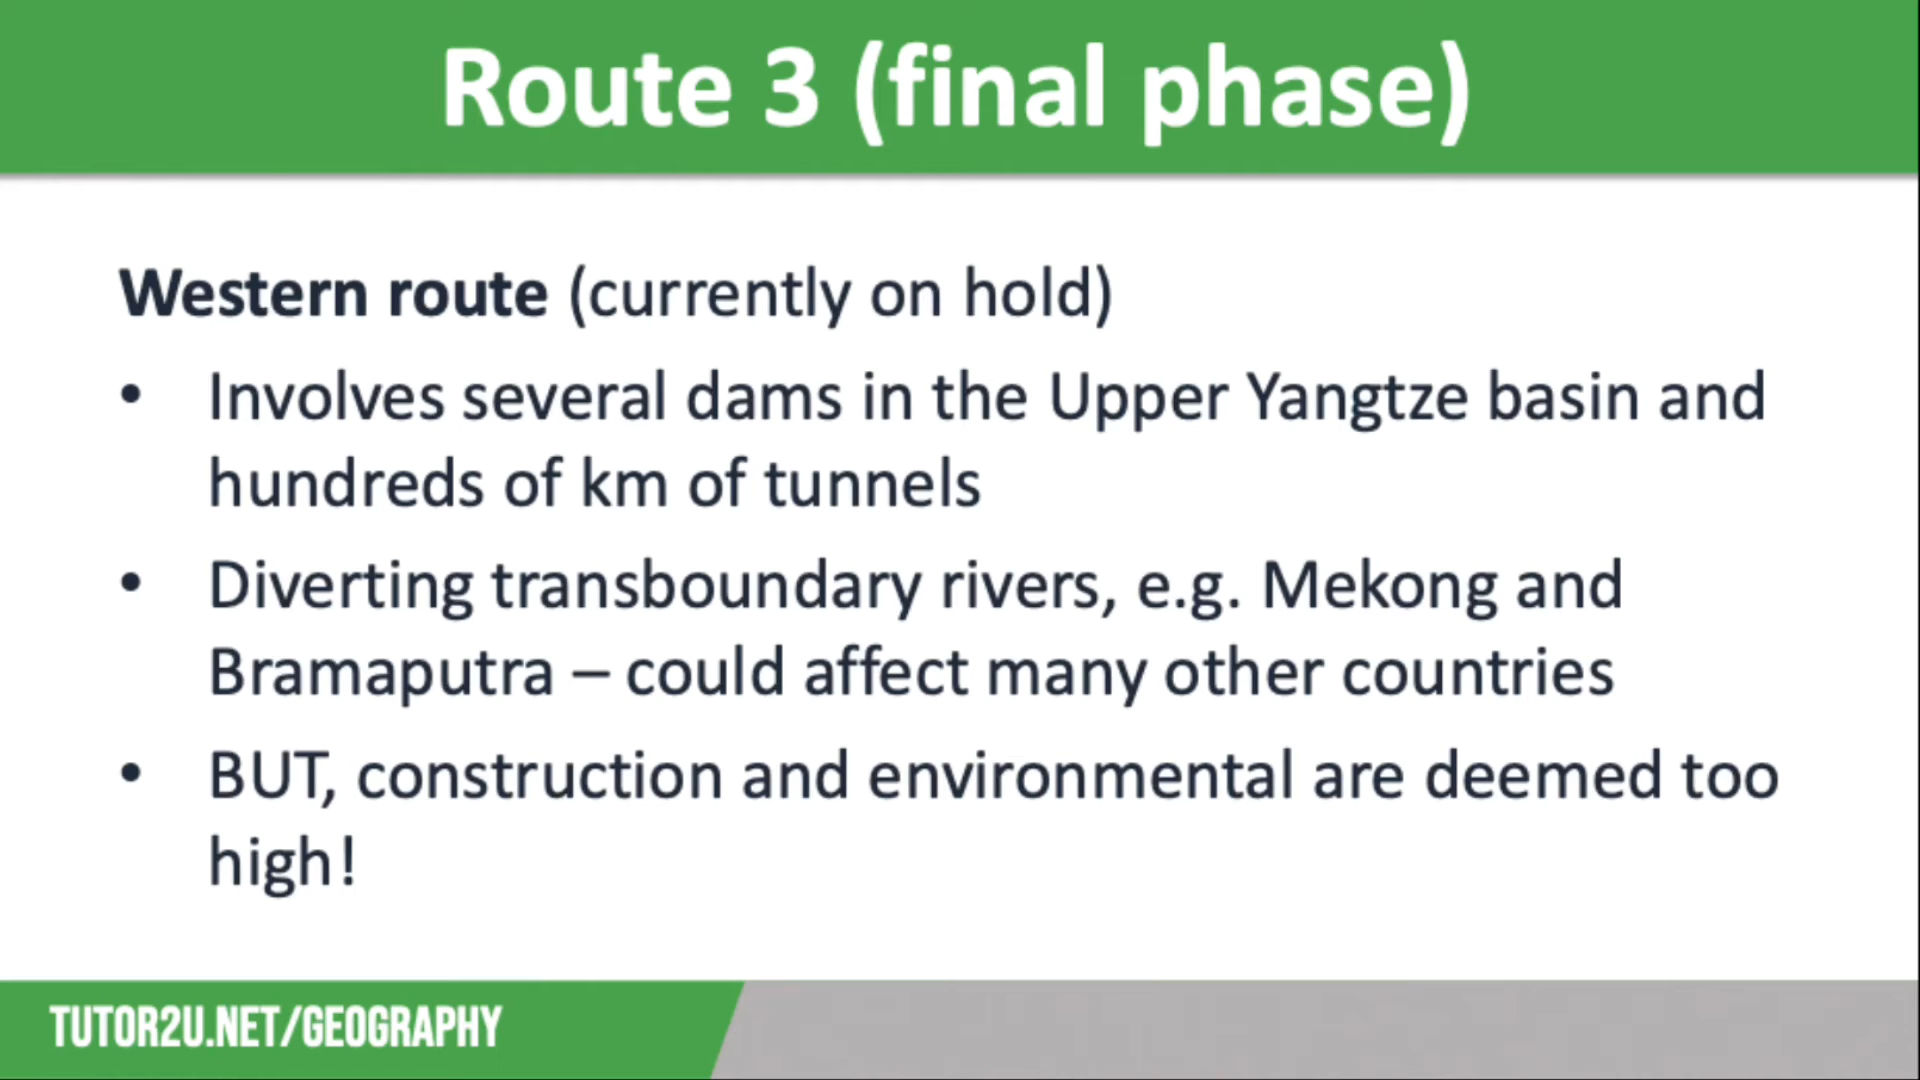 Route 3 (final phase)
Western route (currently on hold)
• Involves several dams in the Upper Yangtze basin and
hundreds of km of tunnels
• Diverting transboundary rivers, e.g. Mekong and
Bramaputra – could affect many other countries
• BUT, construction and environmental are deemed too
high!
TUTOR2U.NET/GEOGRAPHY